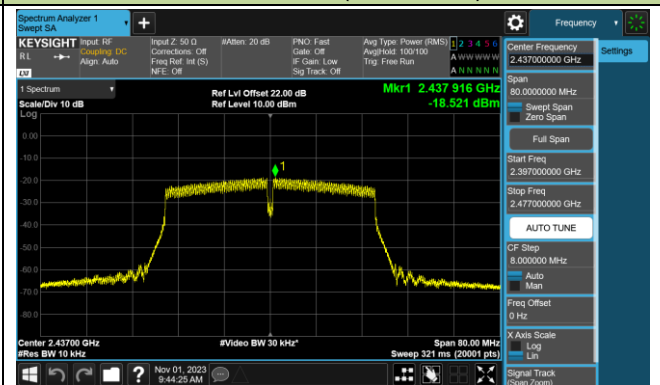 Spectrum Analyzer 1
Swept SA
+
Frequency
KEYSIGHT
Input: RF
Input Z: 50 Ω
#Atten: 20 dB
PNO: Fast
Avg Type: Power (RMS)
1 2 3 4 5 6
R L
Coupling: DC
Corrections: Off
Gate: Off
Avg|Hold: 100/100
A W W W W W
Align: Auto
Freq Ref: Int (S)
IF Gain: Low
Trig: Free Run
NFE: Off
Sig Track: Off
A N N N N N
LXI
1 Spectrum
Scale/Div 10 dB
Log
Ref Lvl Offset 22.00 dB
Ref Level 10.00 dBm
Mkr1 2.437 916 GHz
-18.521 dBm
1
0.00
-10.0
-20.0
-30.0
-40.0
-50.0
-60.0
-70.0
-80.0
Center 2.43700 GHz
#Video BW 30 kHz*
Span 80.00 MHz
#Res BW 10 kHz
Sweep 321 ms (20001 pts)
?
Nov 01, 2023
9:44:25 AM
Center Frequency
2.437000000 GHz
Settings
Span
80.0000000 MHz
Swept Span
Zero Span
Full Span
Start Freq
2.397000000 GHz
Stop Freq
2.477000000 GHz
AUTO TUNE
CF Step
8.000000 MHz
Auto
Man
Freq Offset
0 Hz
X Axis Scale
Log
Lin
Signal Track
(Span Zoom)